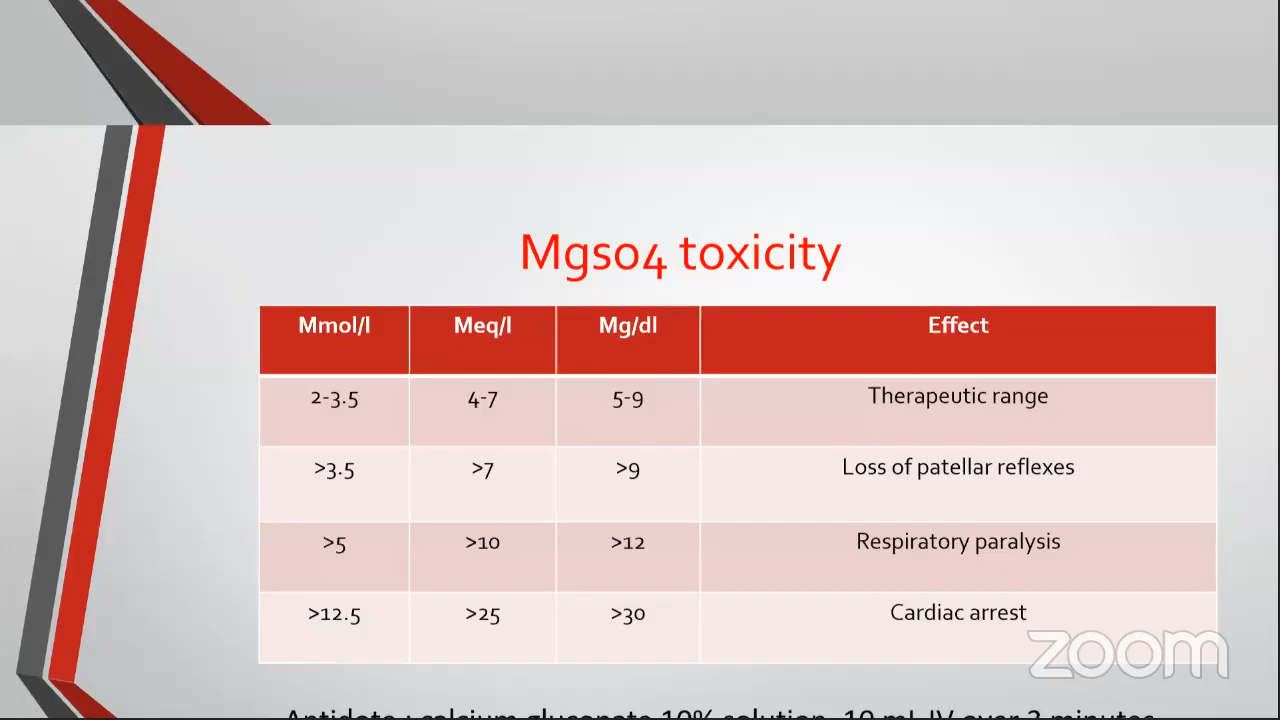 Mgso4 toxicity
Mmol/l Meq/l Mg/dl Effect
2-3.5 4-7 5-9 Therapeutic range
>3.5 >7 >9 Loss of patellar reflexes
>5 >10 >12 Respiratory paralysis
>12.5 >25 >30 Cardiac arrest
zoom
Antidote : calcium gluconate 10% solution, 10 mL IV over 3 minutes